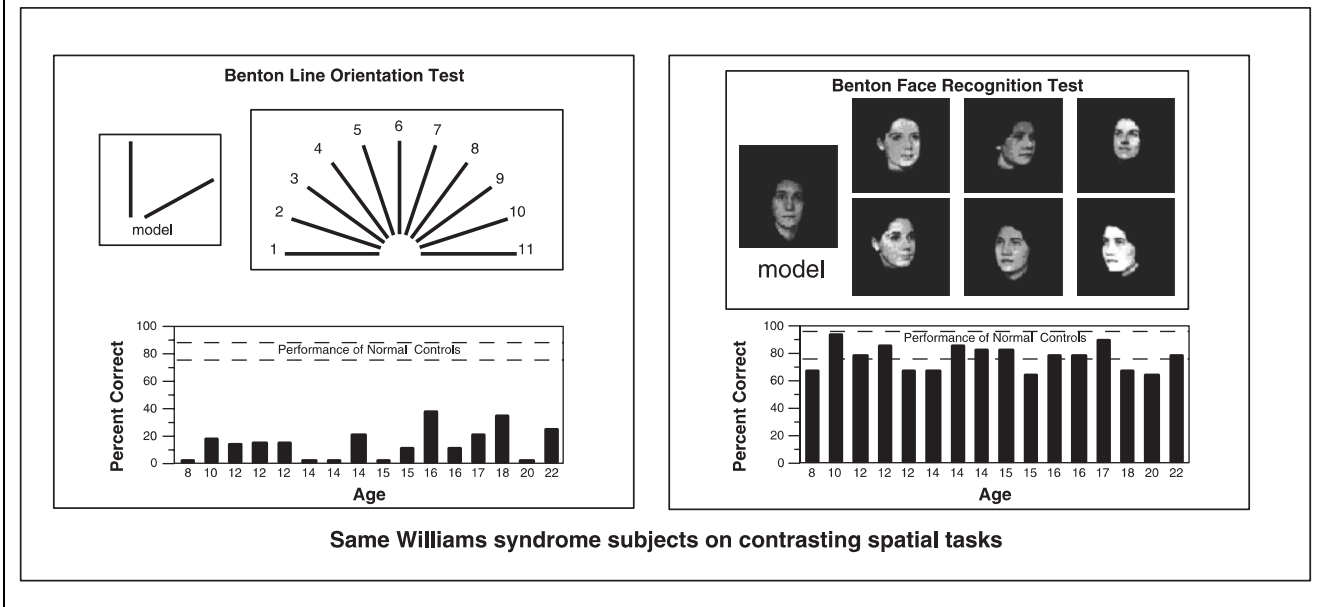 Benton Line Orientation Test
model
1
2
3
4
5
6
7
8
9
10
11
Percent Correct
100
80
60
40
20
0
Performance of Normal Controls
8 10 12 12 12 14 14 14 15 15 16 16 17 18 20 22
Age
Benton Face Recognition Test
model
Percent Correct
100
80
60
40
20
0
Performance of Normal Controls
8 10 12 12 12 14 14 14 14 15 15 16 16 17 18 20 22
Age
Same Williams syndrome subjects on contrasting spatial tasks